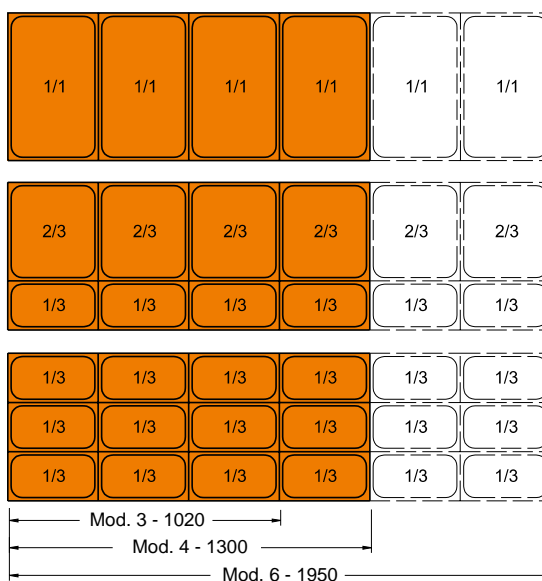 1/1 1/1 1/1 1/1 1/1 1/1
2/3 2/3 2/3 2/3 2/3 2/3
1/3 1/3 1/3 1/3 1/3 1/3
1/3 1/3 1/3 1/3 1/3 1/3
1/3 1/3 1/3 1/3 1/3 1/3
1/3 1/3 1/3 1/3 1/3 1/3
Mod. 3 - 1020
Mod. 4 - 1300
Mod. 6 - 1950